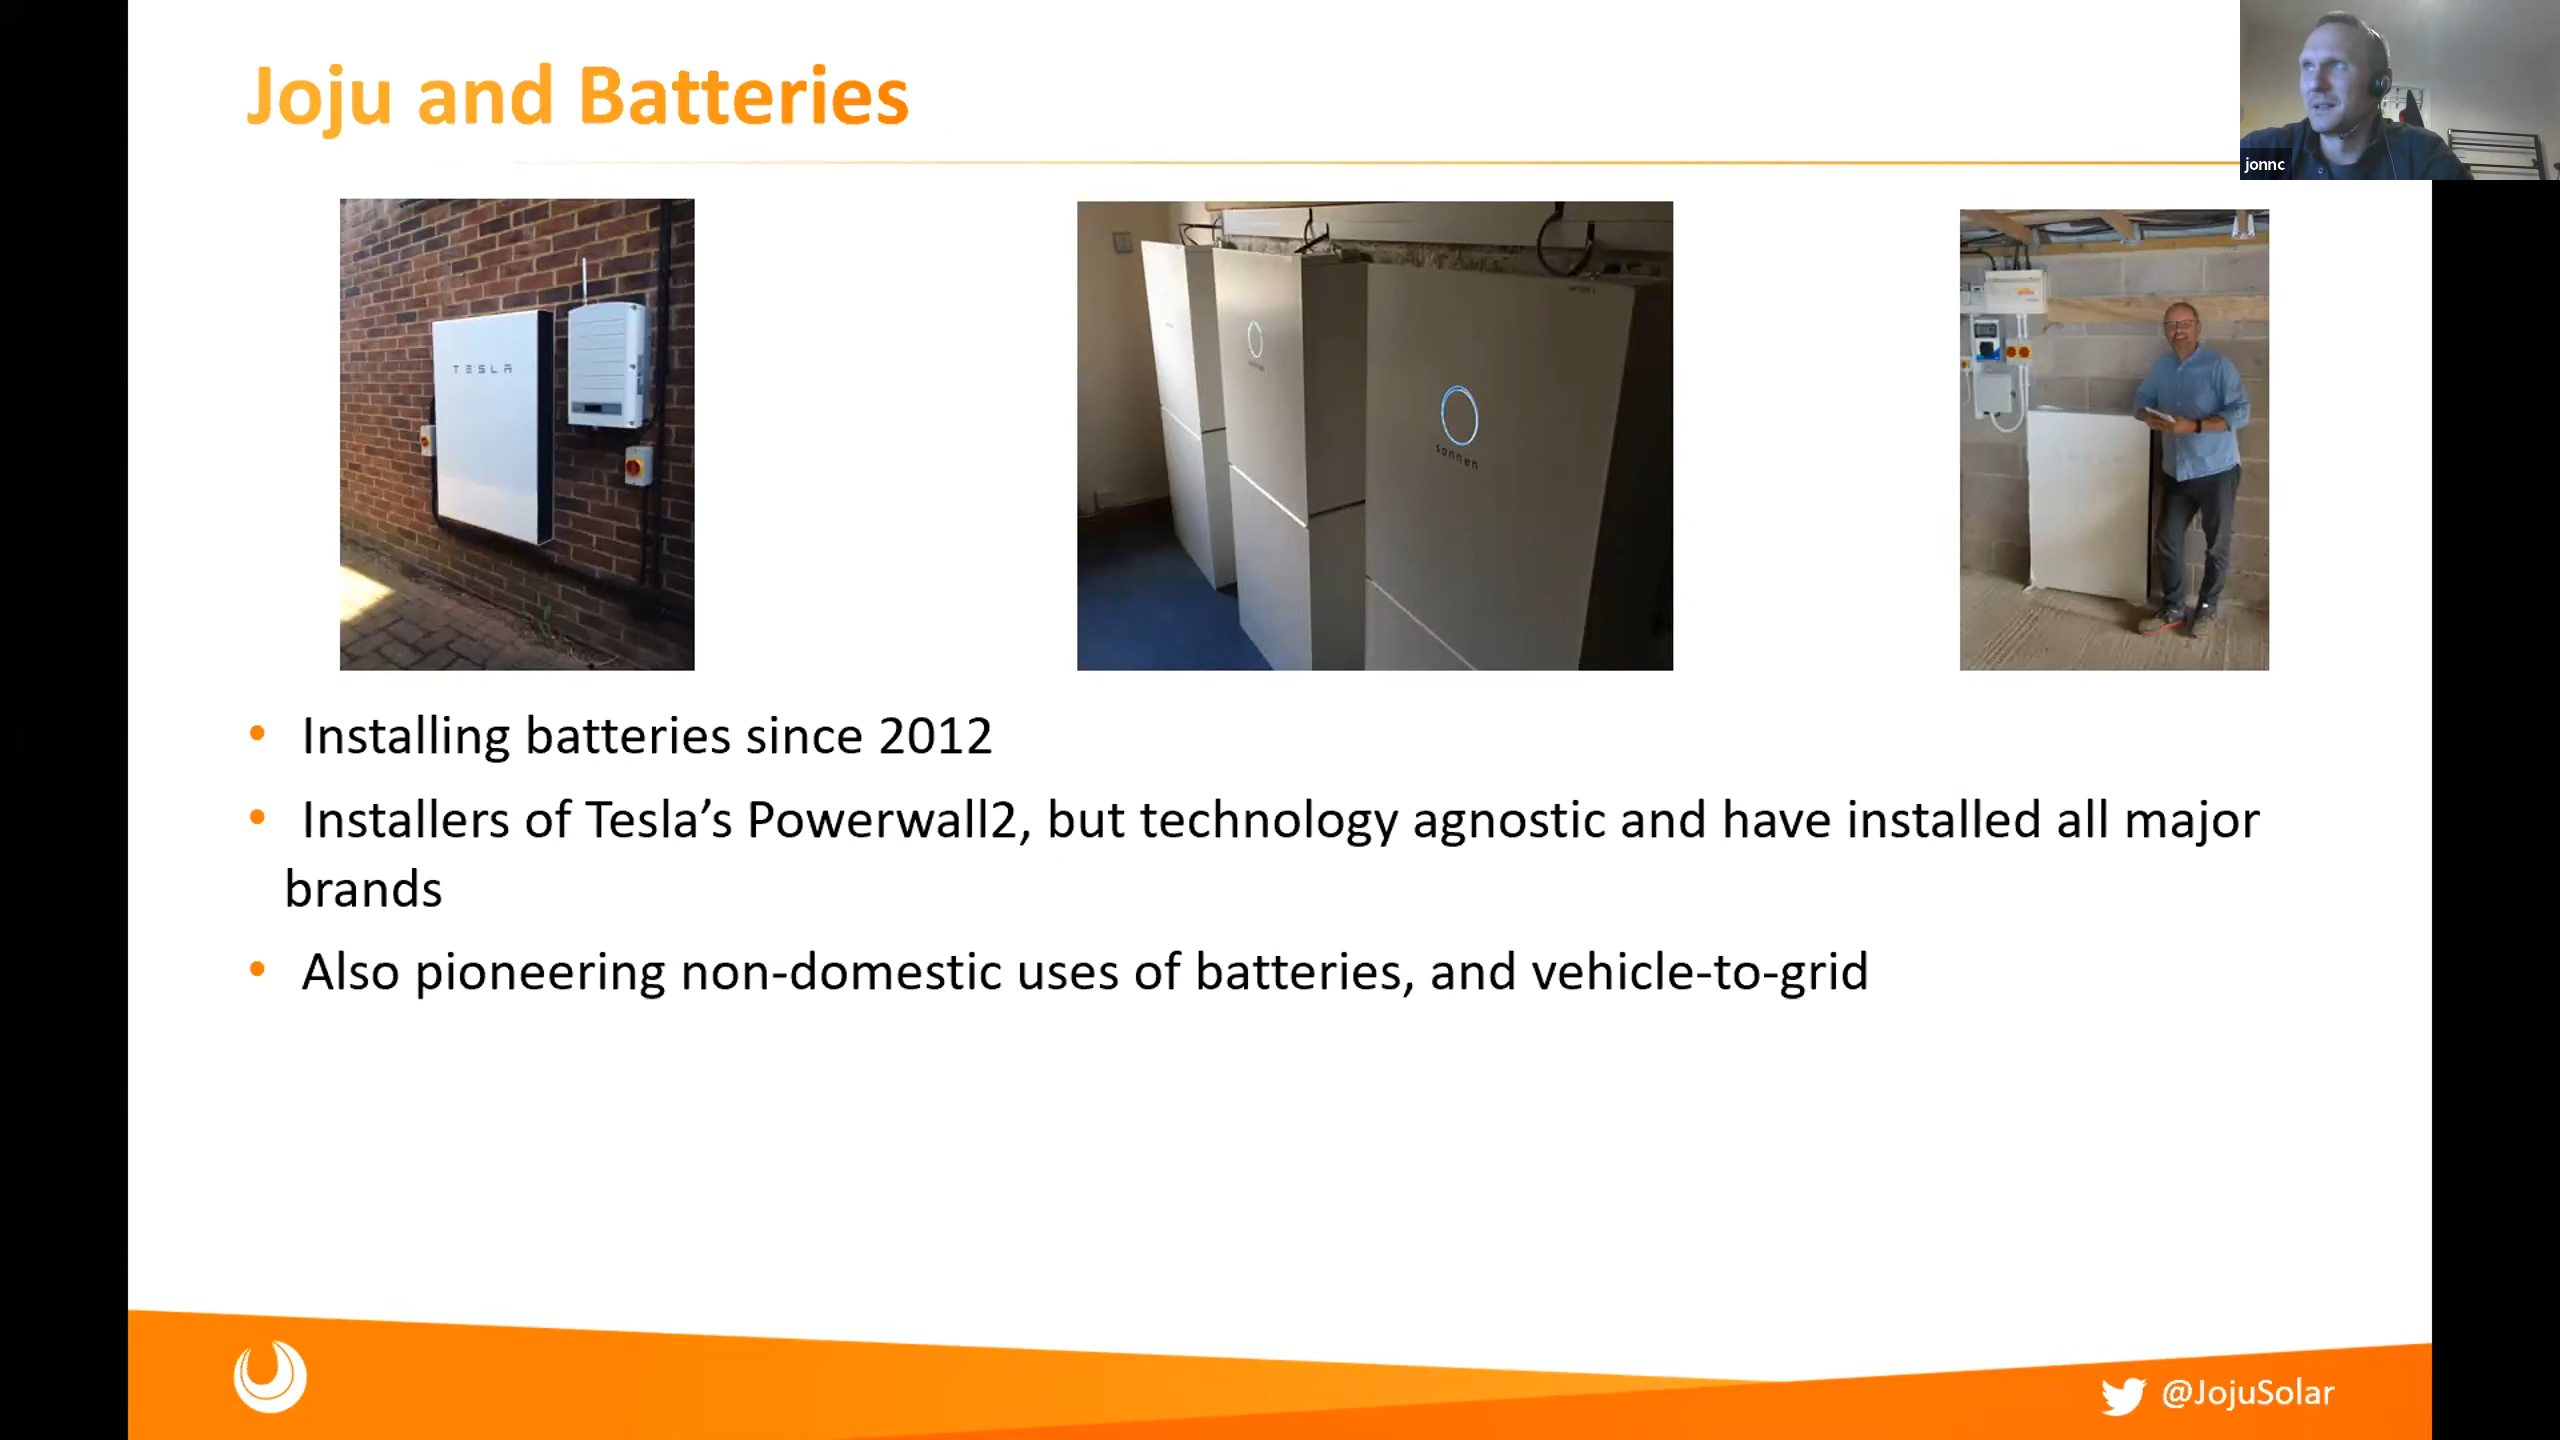 Joju and Batteries
jonnc
TESLA
sonnen
• Installing batteries since 2012
• Installers of Tesla’s Powerwall2, but technology agnostic and have installed all major
brands
• Also pioneering non-domestic uses of batteries, and vehicle-to-grid
@JojuSolar